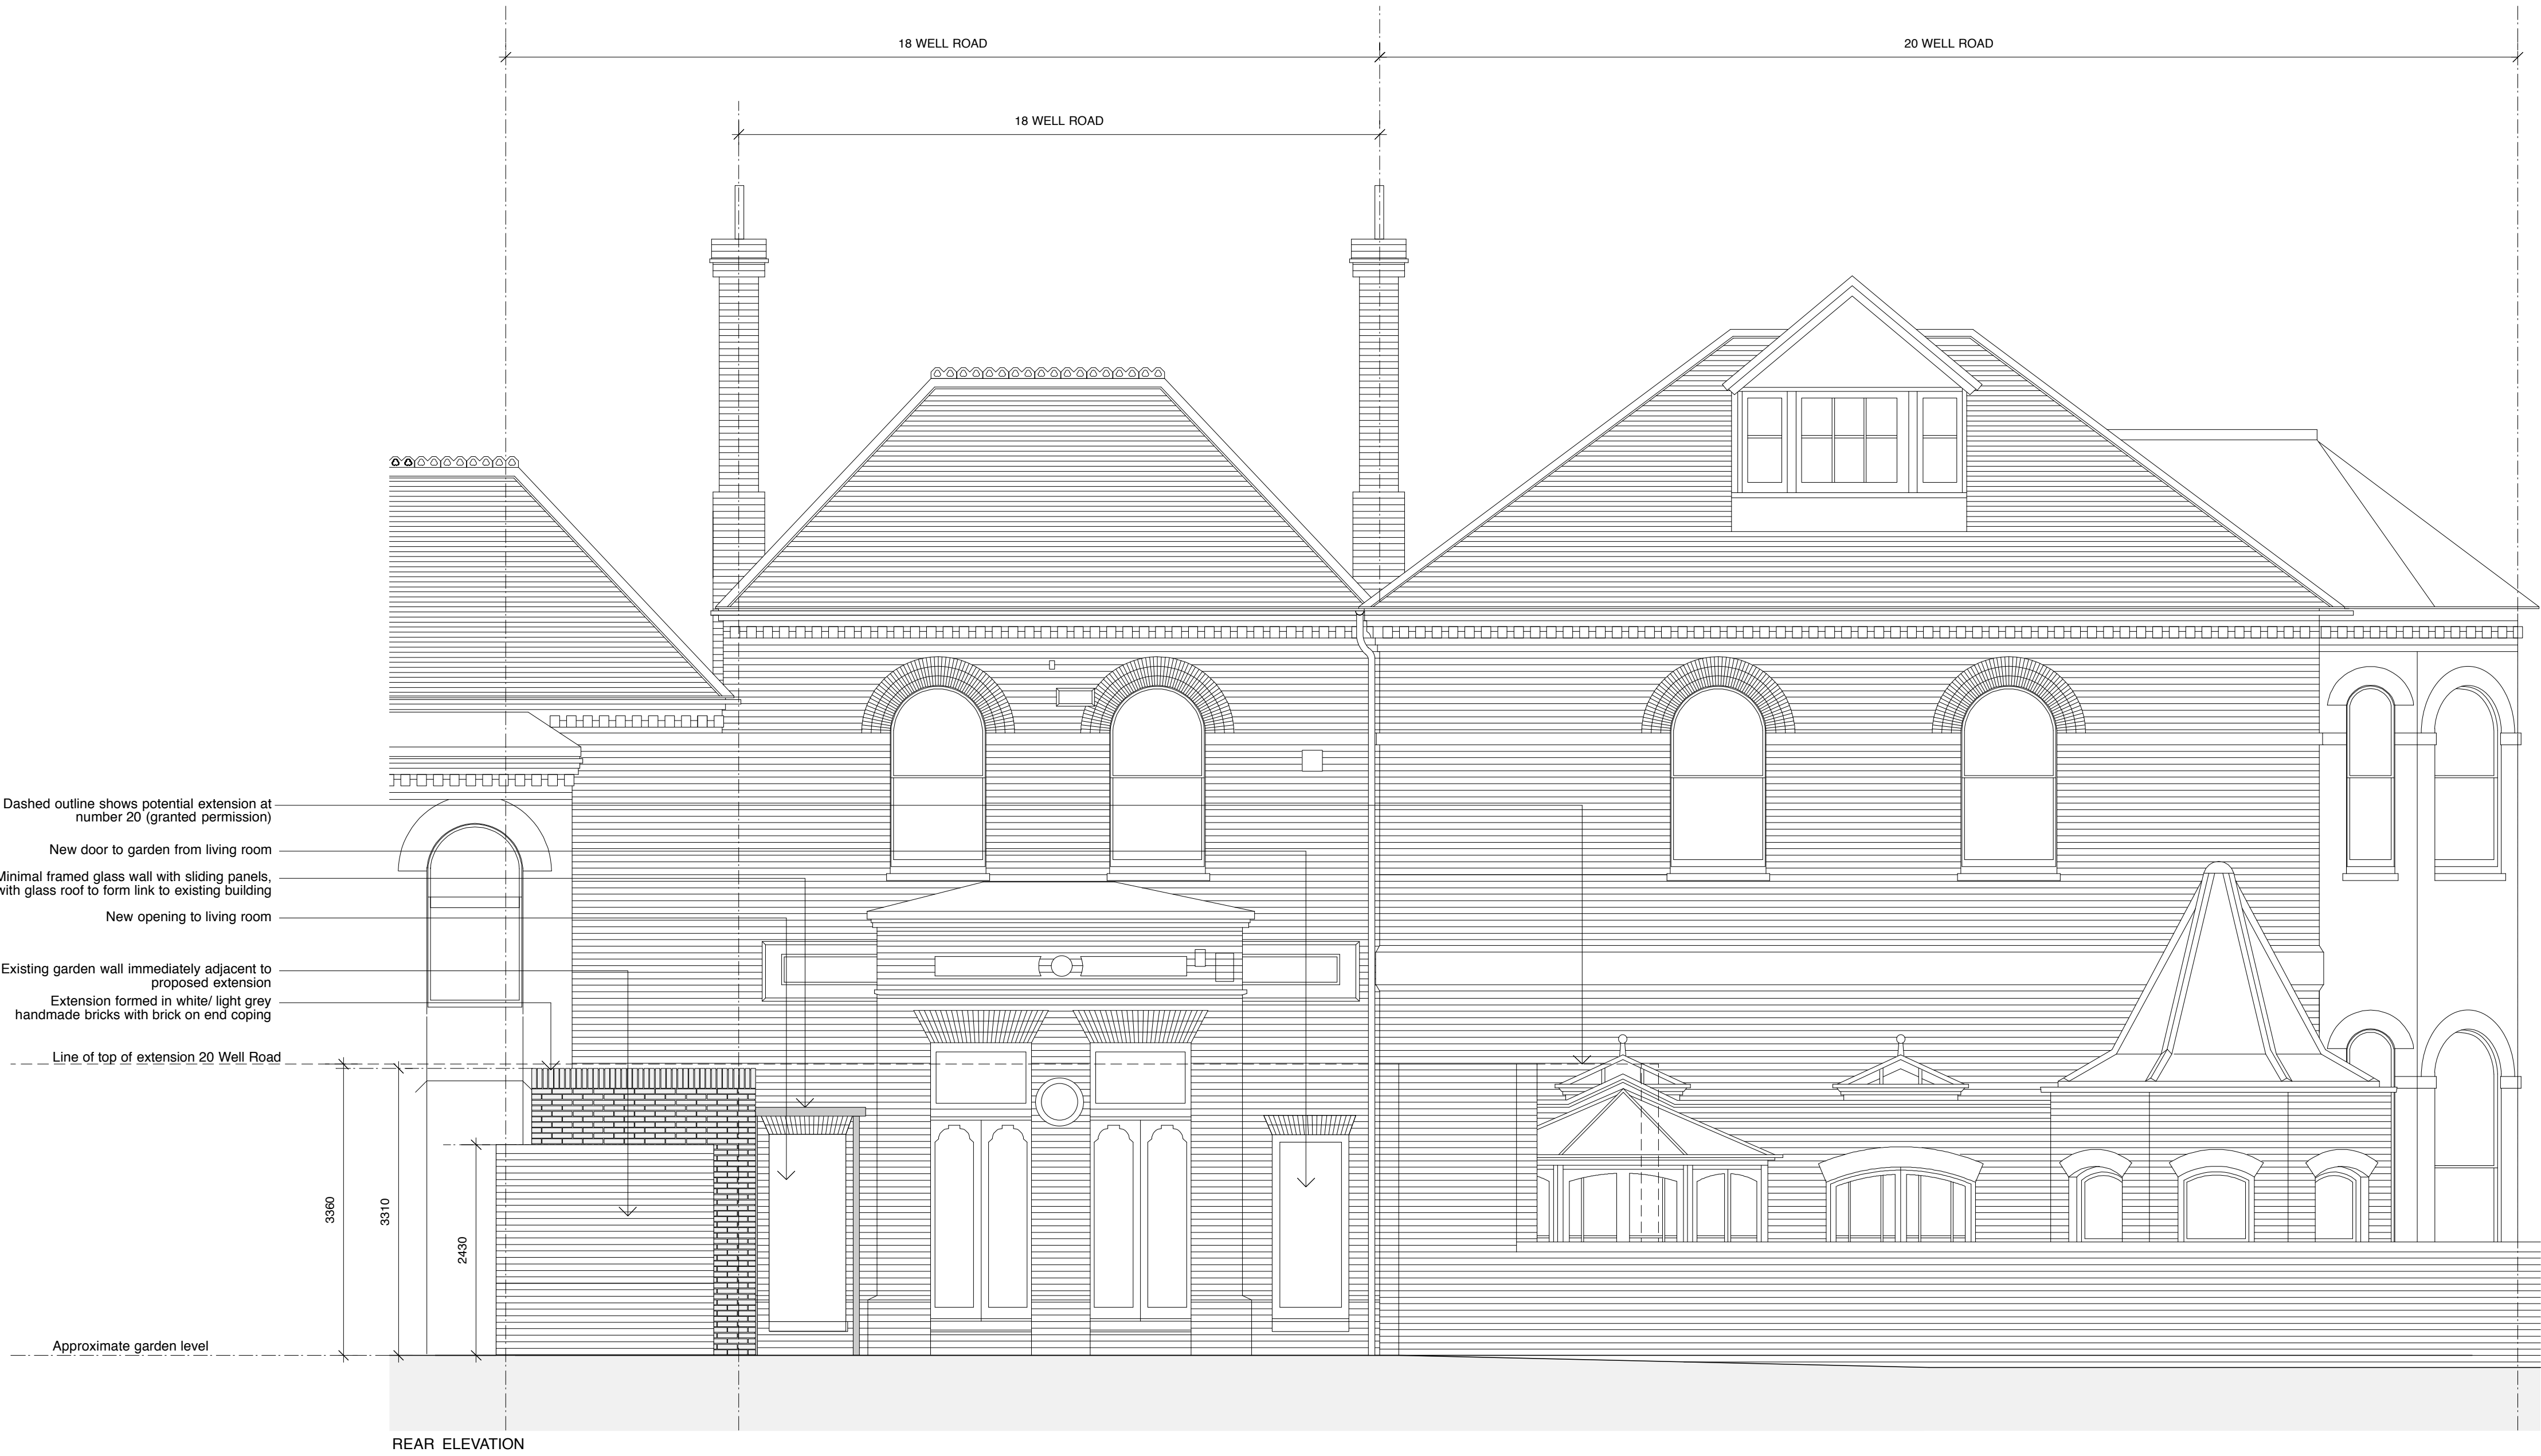 18 WELL ROAD
20 WELL ROAD
18 WELL ROAD
Dashed outline shows potential extension at
number 20 (granted permission)
New door to garden from living room
Minimal framed glass wall with sliding panels,
with glass roof to form link to existing building
New opening to living room
Existing garden wall immediately adjacent to
proposed extension
Extension formed in white/ light grey
handmade bricks with brick on end coping
Line of top of extension 20 Well Road
3360
3310
2430
Approximate garden level
REAR ELEVATION